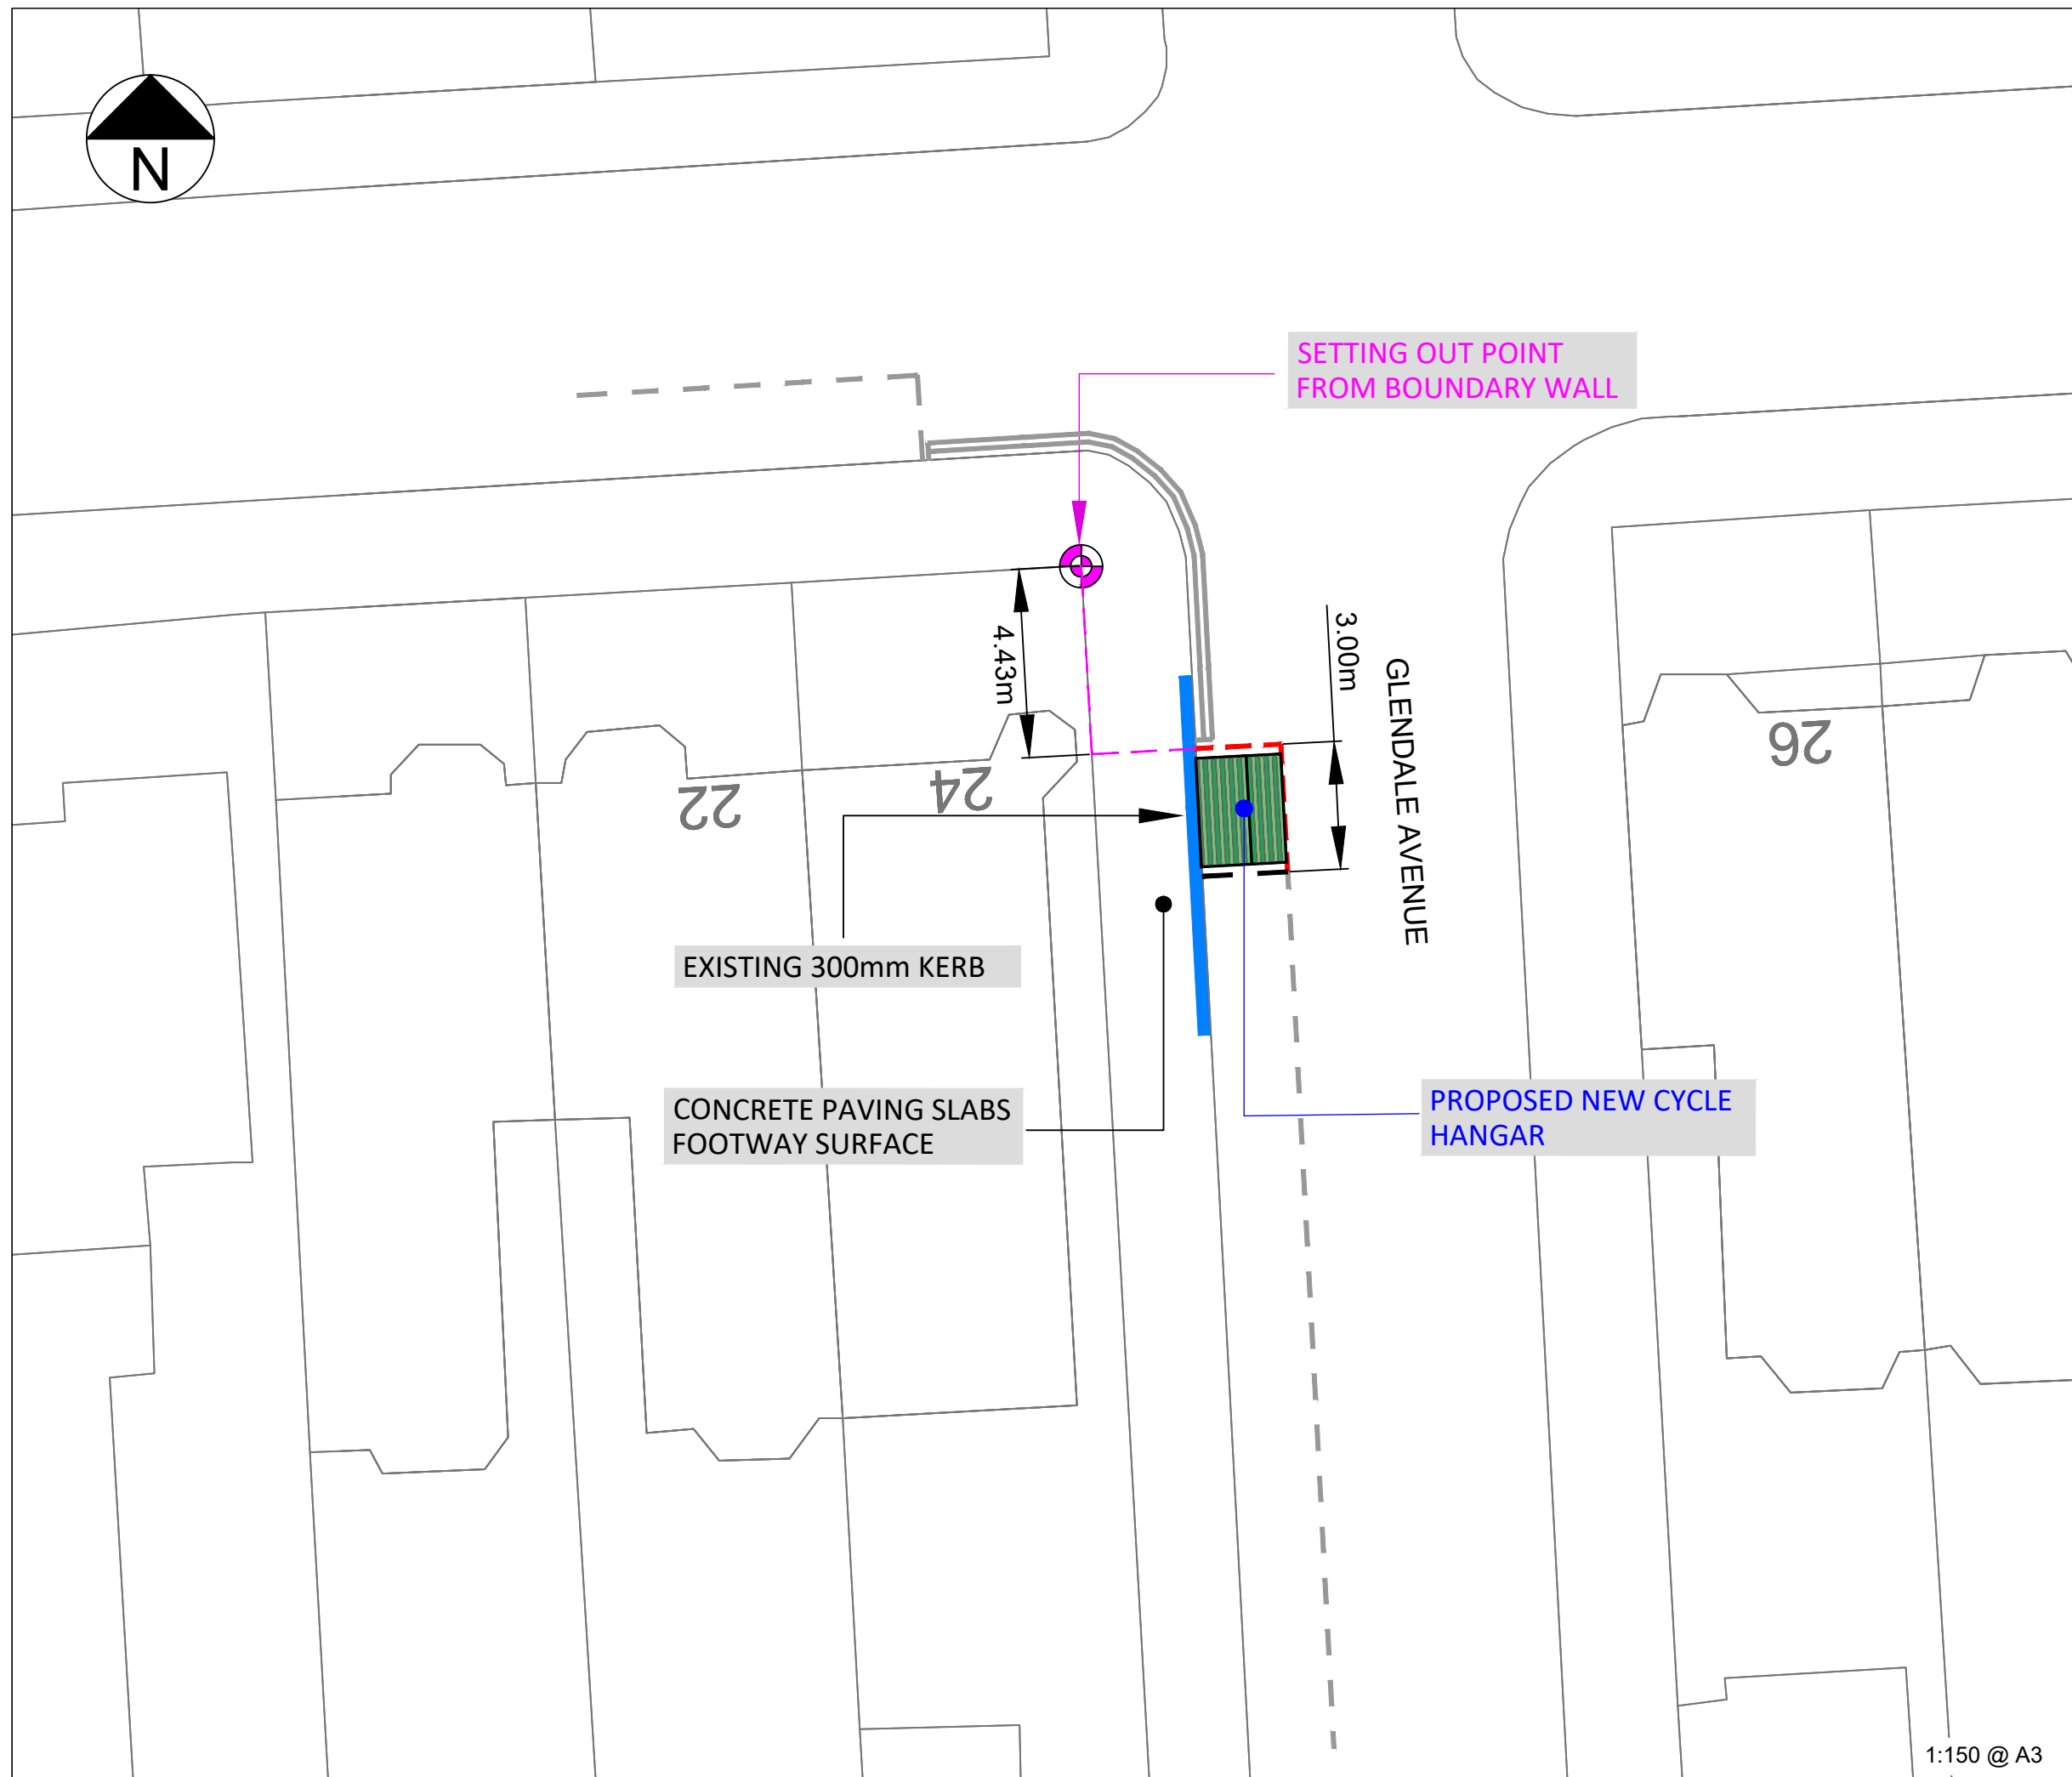 N
SETTING OUT POINT
FROM BOUNDARY WALL
4.43m
3.00m
GLENDALE AVENUE
26
22
24
EXISTING 300mm KERB
CONCRETE PAVING SLABS
FOOTWAY SURFACE
PROPOSED NEW CYCLE
HANGAR
1:150 @ A3